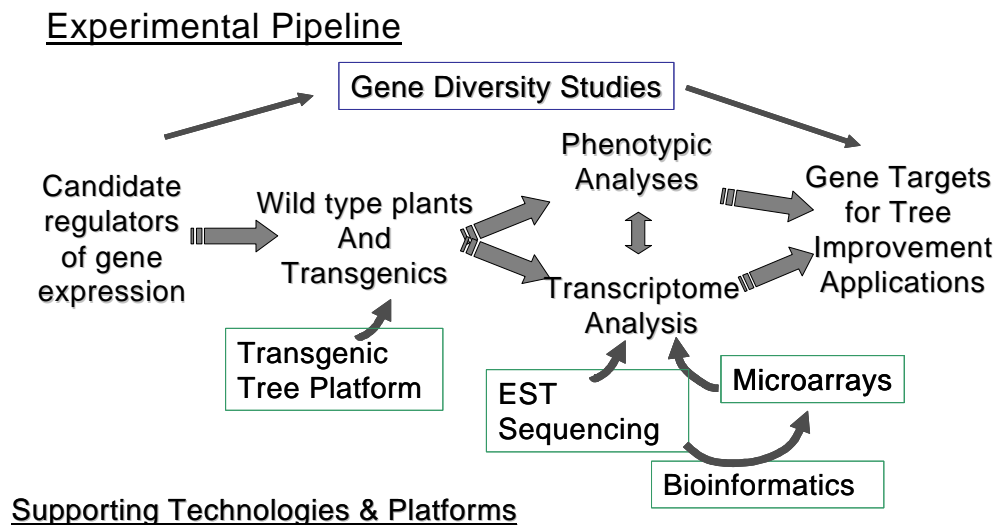 Experimental Pipeline
Gene Diversity Studies
Candidate
regulators
of gene
expression
Wild type plants
And
Transgenics
Phenotypic
Analyses
Transcriptome
Analysis
Gene Targets
for Tree
Improvement
Applications
Transgenic
Tree Platform
EST
Sequencing
Microarrays
Bioinformatics
Supporting Technologies & Platforms